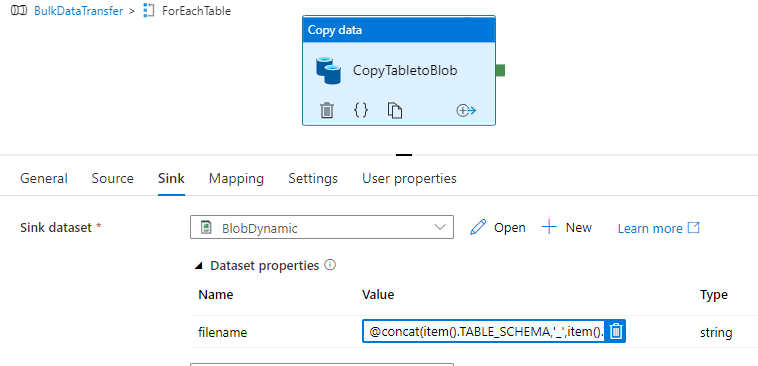 BulkDataTransfer > ForEachTable
Copy data
CopyTabletoBlob
{}
General Source Sink Mapping Settings User properties
Sink dataset * BlobDynamic Open New Learn more
Dataset properties
Name Value Type
filename @concat(item().TABLE_SCHEMA,'_',item(). string